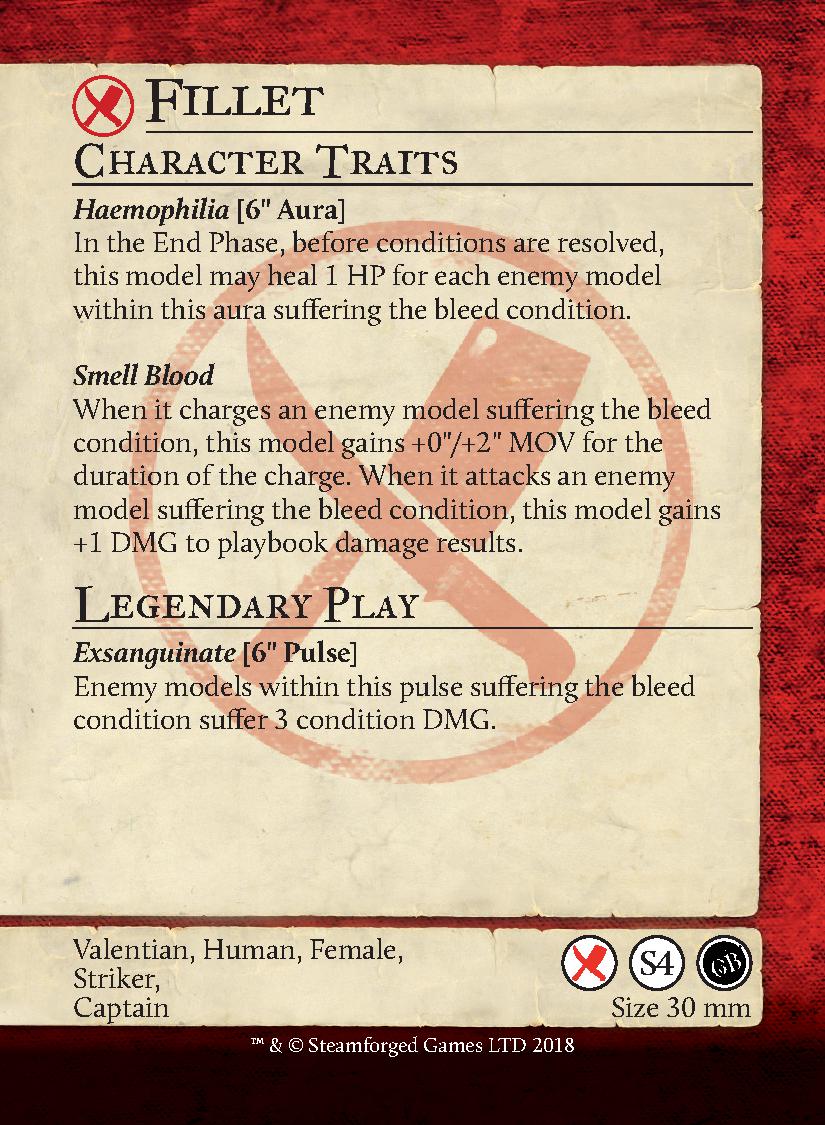 Fillet
Character Traits
Haemophilia [6" Aura]
In the End Phase, before conditions are resolved,
this model may heal 1 HP for each enemy model
within this aura suffering the bleed condition.
Smell Blood
When it charges an enemy model suffering the bleed
condition, this model gains +0"/+2" MOV for the
duration of the charge. When it attacks an enemy
model suffering the bleed condition, this model gains
+1 DMG to playbook damage results.
Legendary Play
Exsanguinate [6" Pulse]
Enemy models within this pulse suffering the bleed
condition suffer 3 condition DMG.
Valentian, Human, Female,
Striker,
Captain
S4 GB
Size 30 mm
™ & © Steamforged Games LTD 2018